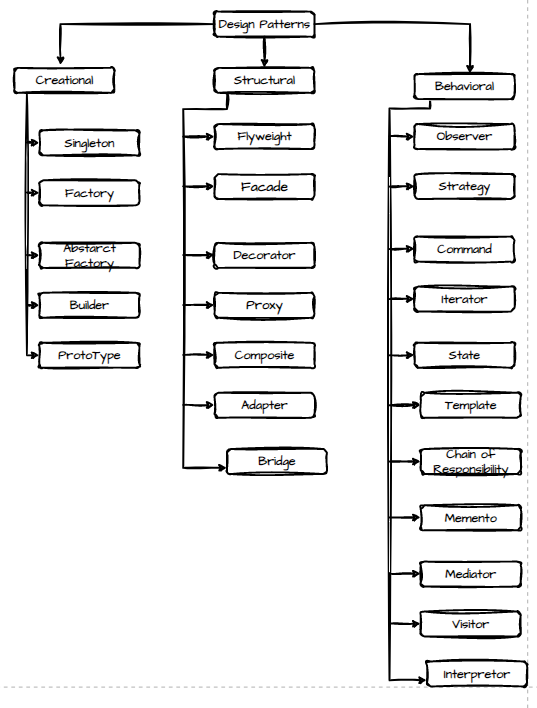 Design Patterns
Creational
Structural
Behavioral
Singleton
Factory
Abstarct
Factory
Builder
ProtoType
Flyweight
Facade
Decorator
Proxy
Composite
Adapter
Bridge
Observer
Strategy
Command
Iterator
State
Template
Chain of
Responsibility
Memento
Mediator
Visitor
Interpretor